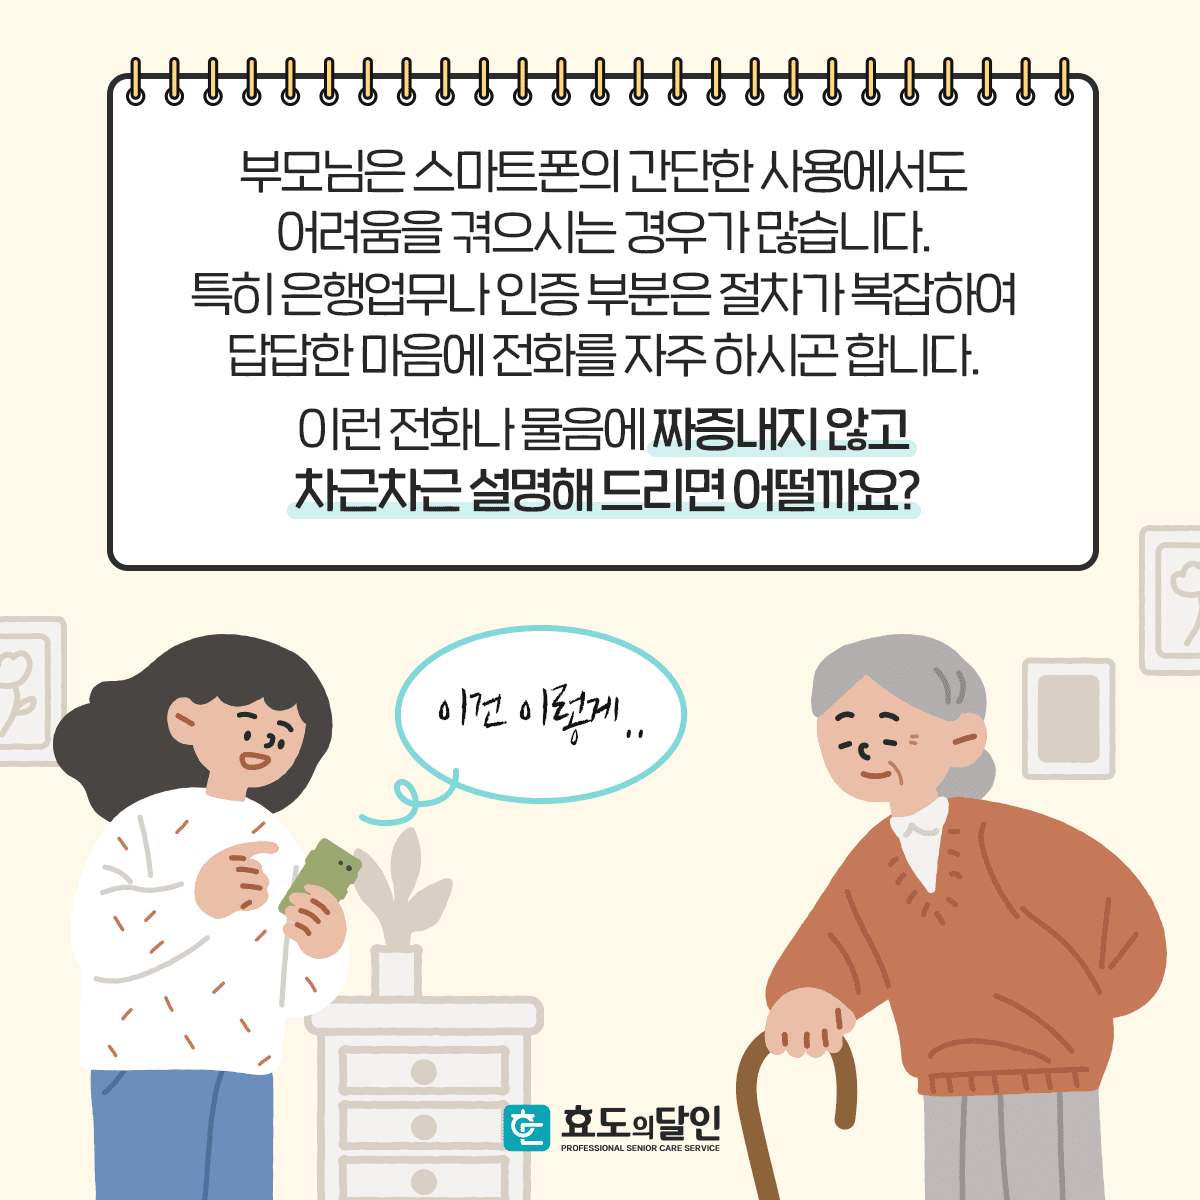 부모님은 스마트폰의 간단한 사용에서도
어려움을 겪으시는 경우가 많습니다.
특히 은행업무나 인증 부분은 절차가 복잡하여
답답한 마음에 전화를 자주 하시곤 합니다.
이런 전화나 물음에 짜증내지 않고
차근차근 설명해 드리면 어떨까요?
이건 이렇게..
효도의달인
PROFESSIONAL SENIOR CARE SERVICE